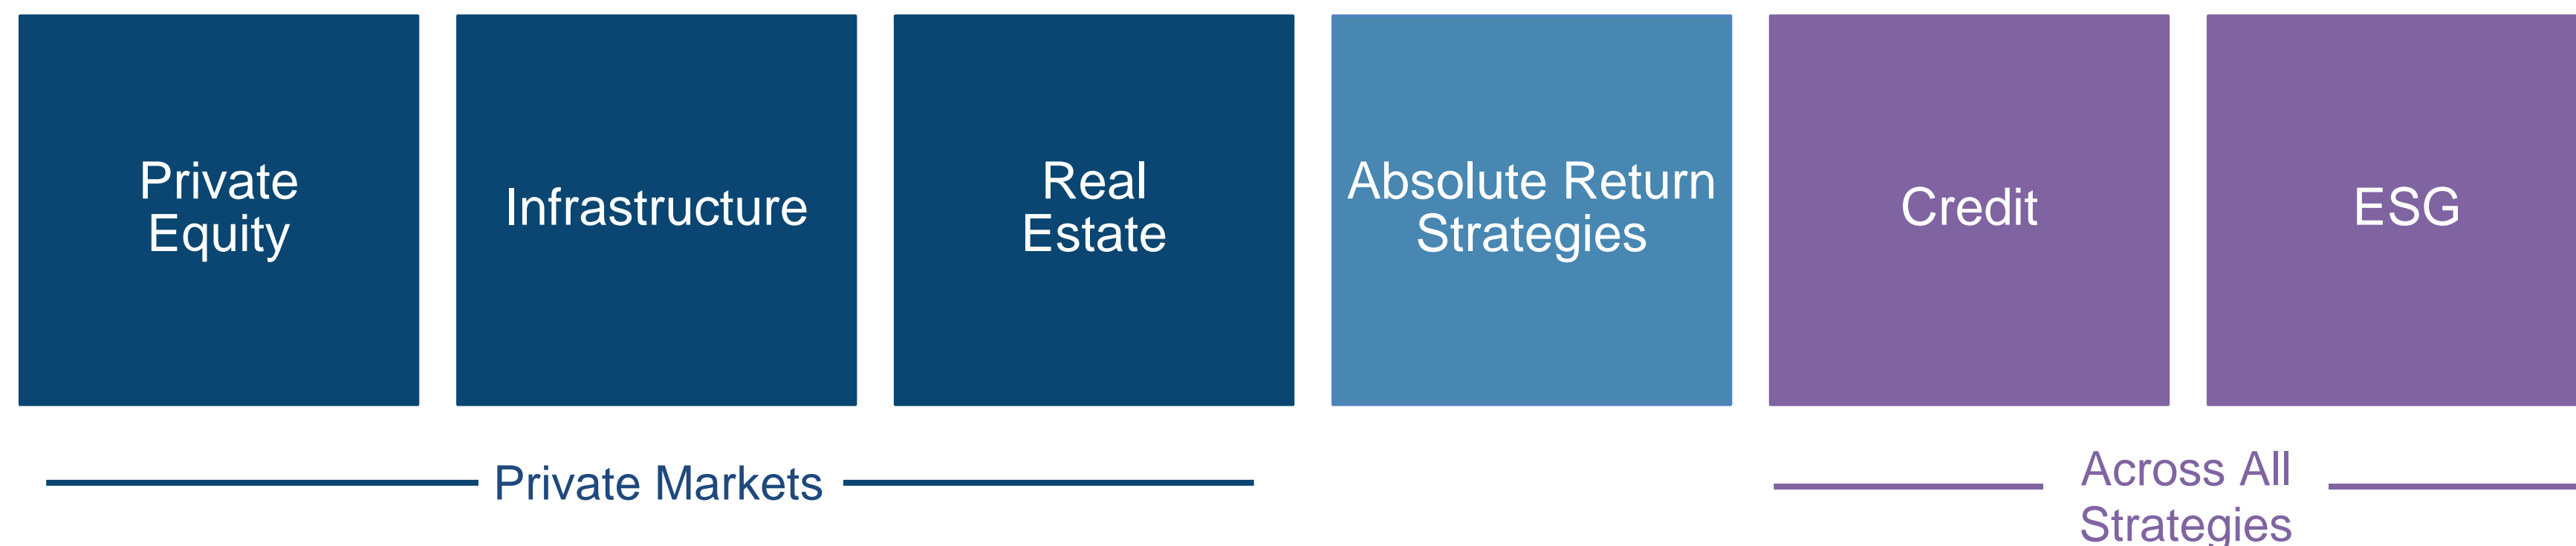 Private
Equity
Infrastructure
Real
Estate
Absolute Return
Strategies
Credit
ESG
Private Markets
Across All
Strategies